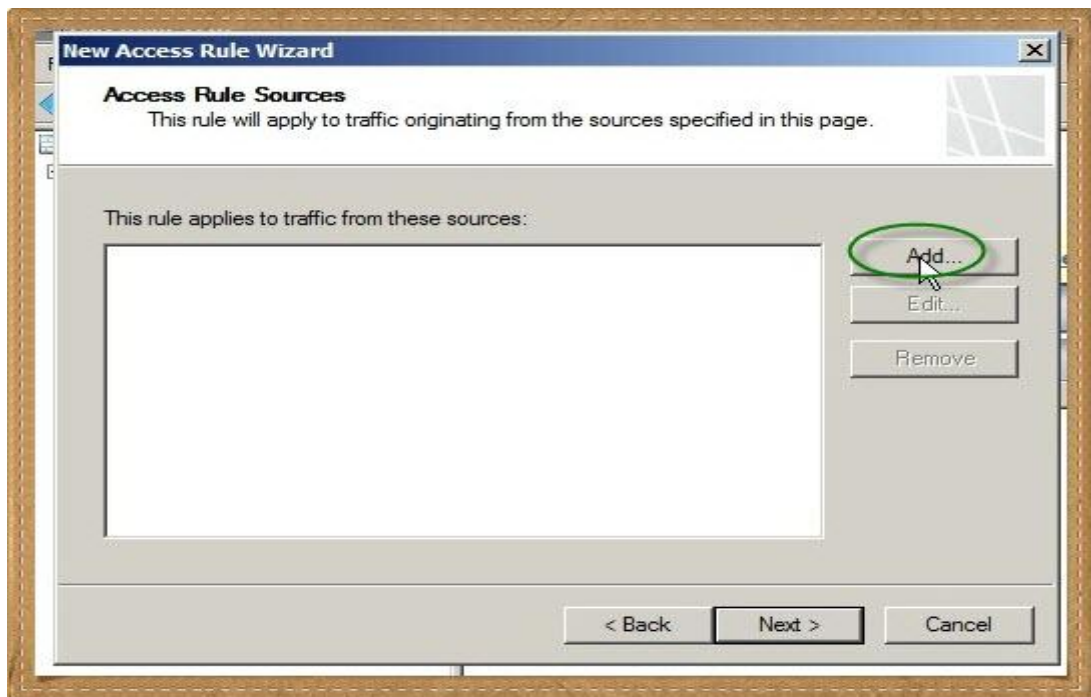 New Access Rule Wizard
Access Rule Sources
This rule will apply to traffic originating from the sources specified in this page.
This rule applies to traffic from these sources:
Add...
Edit...
Remove
< Back
Next >
Cancel